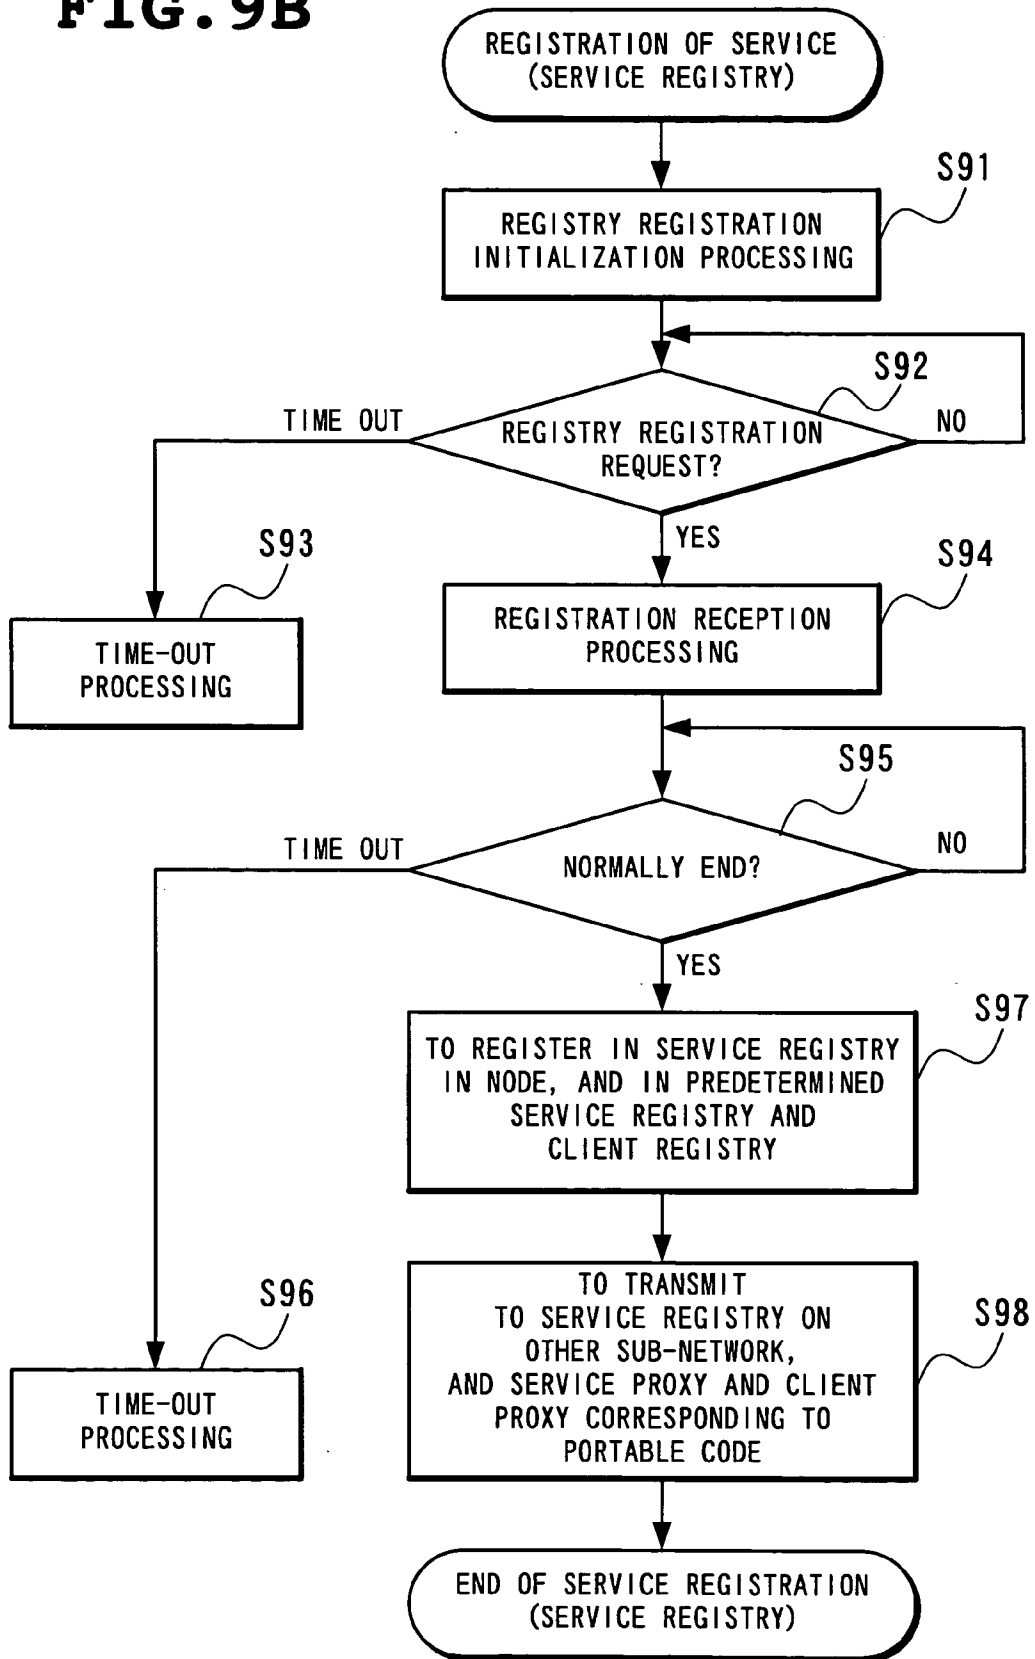 FIG.9B
REGISTRATION OF SERVICE
(SERVICE REGISTRY)
S91
REGISTRY REGISTRATION
INITIALIZATION PROCESSING
S92
TIME OUT
REGISTRY REGISTRATION
REQUEST?
NO
YES
S93
TIME-OUT
PROCESSING
S94
REGISTRATION RECEPTION
PROCESSING
S95
TIME OUT
NORMALLY END?
NO
YES
S97
TO REGISTER IN SERVICE REGISTRY
IN NODE, AND IN PREDETERMINED
SERVICE REGISTRY AND
CLIENT REGISTRY
S96
TIME-OUT
PROCESSING
S98
TO TRANSMIT
TO SERVICE REGISTRY ON
OTHER SUB-NETWORK,
AND SERVICE PROXY AND CLIENT
PROXY CORRESPONDING TO
PORTABLE CODE
END OF SERVICE REGISTRATION
(SERVICE REGISTRY)